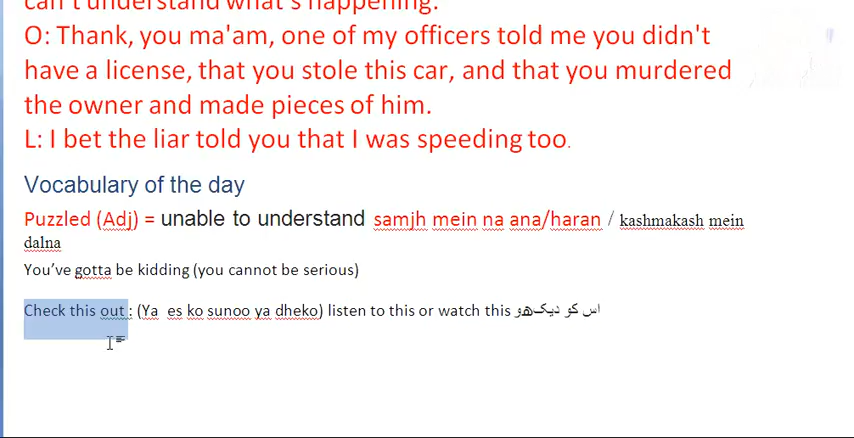 can't understand what's happening.
O: Thank, you ma'am, one of my officers told me you didn't
have a license, that you stole this car, and that you murdered
the owner and made pieces of him.
L: I bet the liar told you that I was speeding too.
Vocabulary of the day
Puzzled (Adj) = unable to understand samjh mein na ana/haran / kashmakash mein
dalna
You've gotta be kidding (you cannot be serious)
Check this out : (Ya es ko sunoo ya dheko) listen to this or watch this اس کو دیکھو